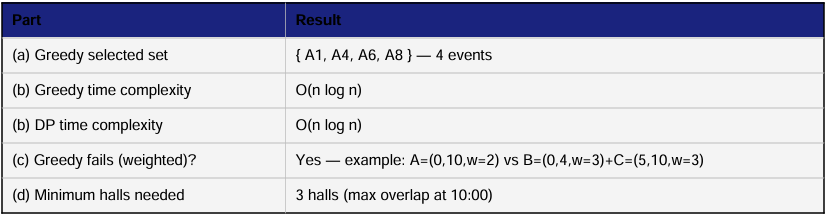 Part Result
(a) Greedy selected set { A1, A4, A6, A8 } — 4 events
(b) Greedy time complexity O(n log n)
(b) DP time complexity O(n log n)
(c) Greedy fails (weighted)? Yes — example: A=(0,10,w=2) vs B=(0,4,w=3)+C=(5,10,w=3)
(d) Minimum halls needed 3 halls (max overlap at 10:00)